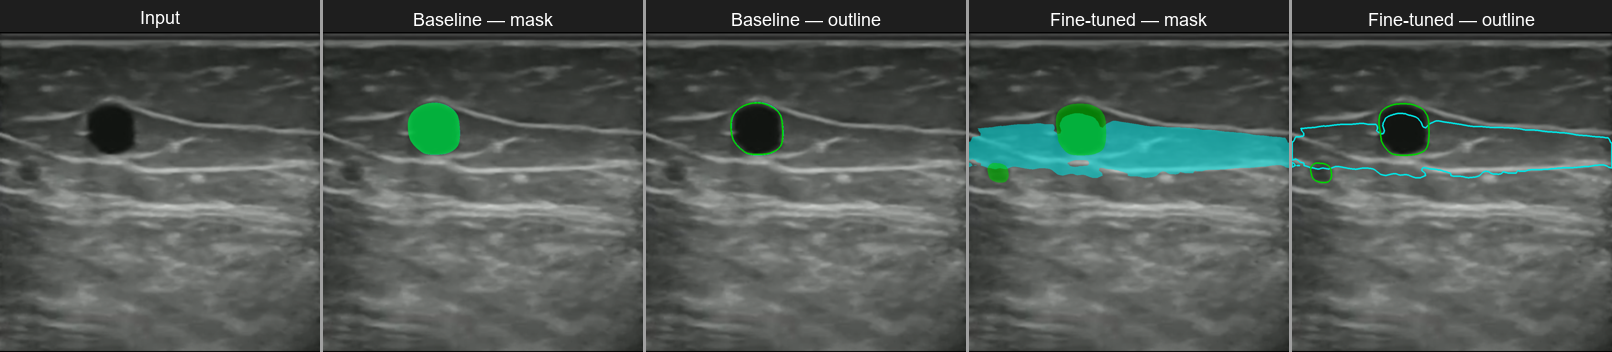 Input
Baseline — mask
Baseline — outline
Fine-tuned — mask
Fine-tuned — outline